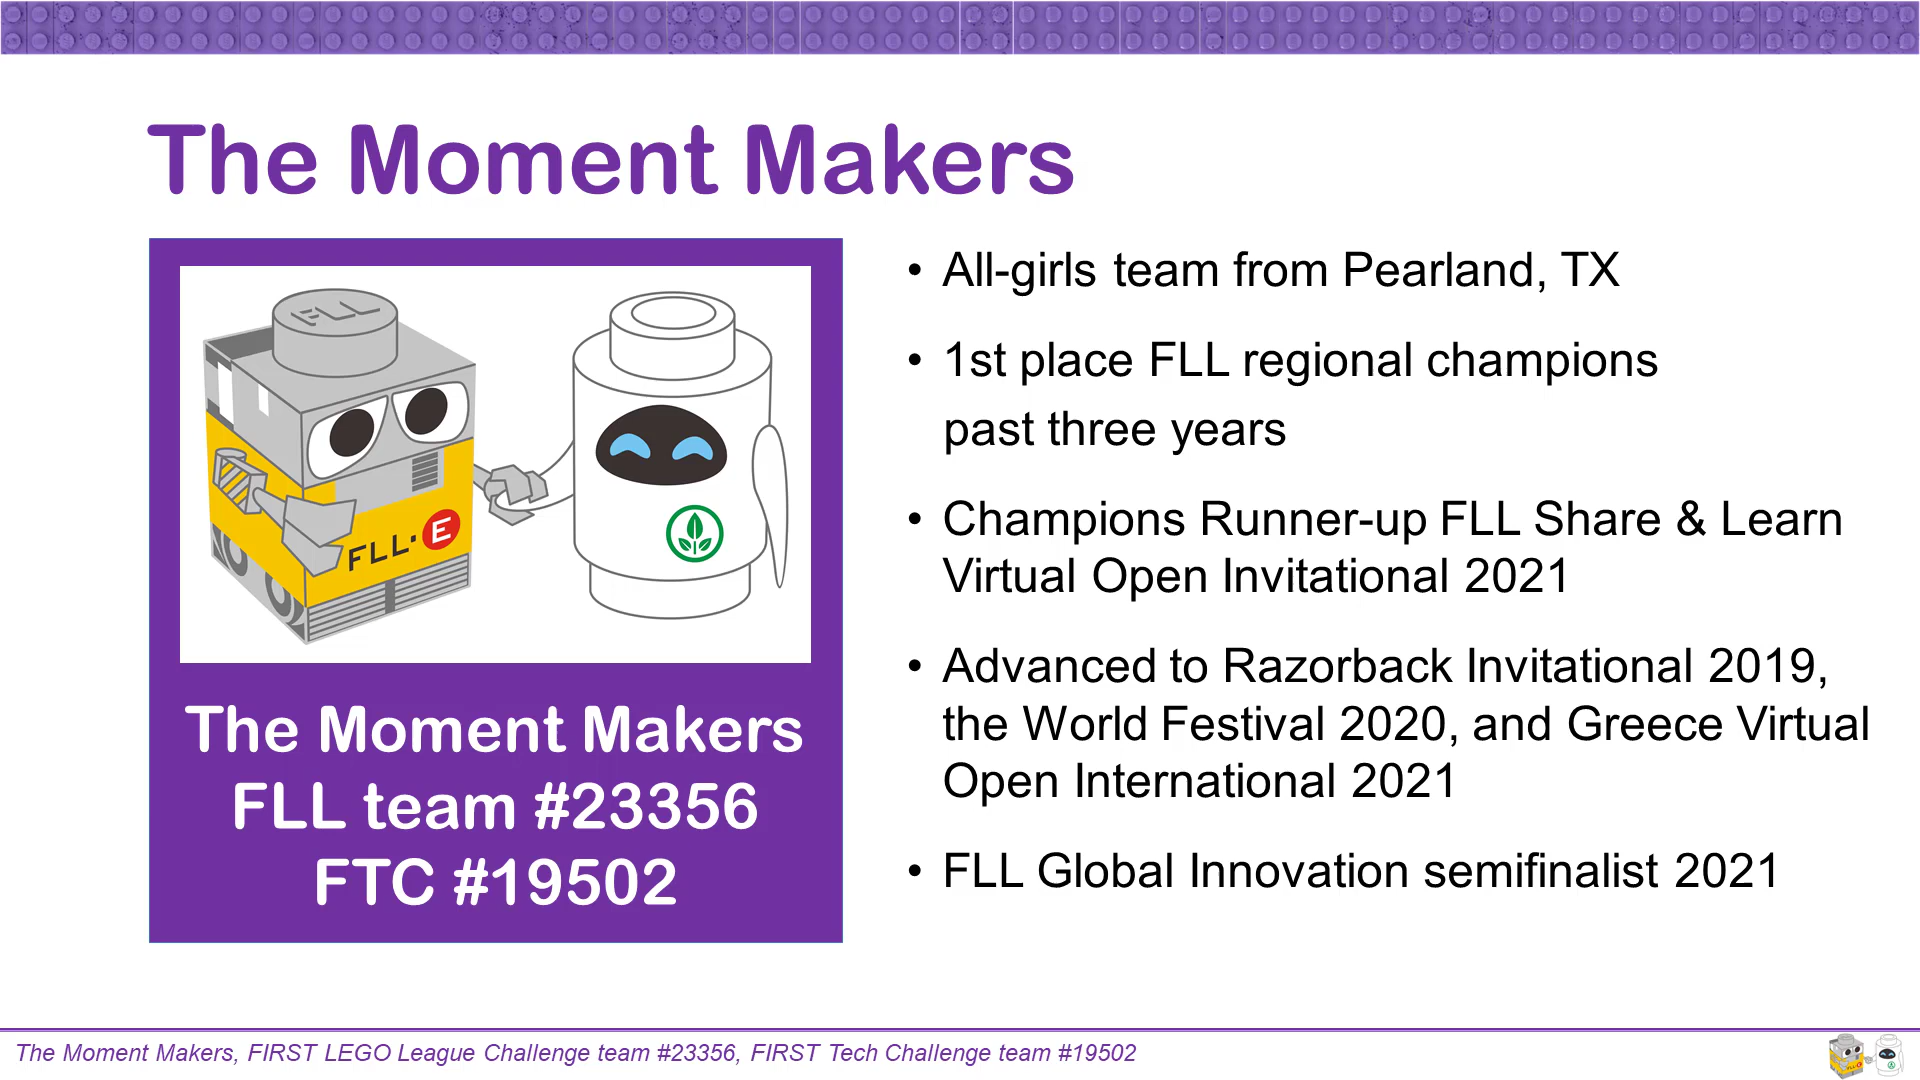 The Moment Makers
FLL
FLL·E
The Moment Makers
FLL team #23356
FTC #19502
• All-girls team from Pearland, TX
• 1st place FLL regional champions
past three years
• Champions Runner-up FLL Share & Learn
Virtual Open Invitational 2021
• Advanced to Razorback Invitational 2019,
the World Festival 2020, and Greece Virtual
Open International 2021
• FLL Global Innovation semifinalist 2021
The Moment Makers, FIRST LEGO League Challenge team #23356, FIRST Tech Challenge team #19502